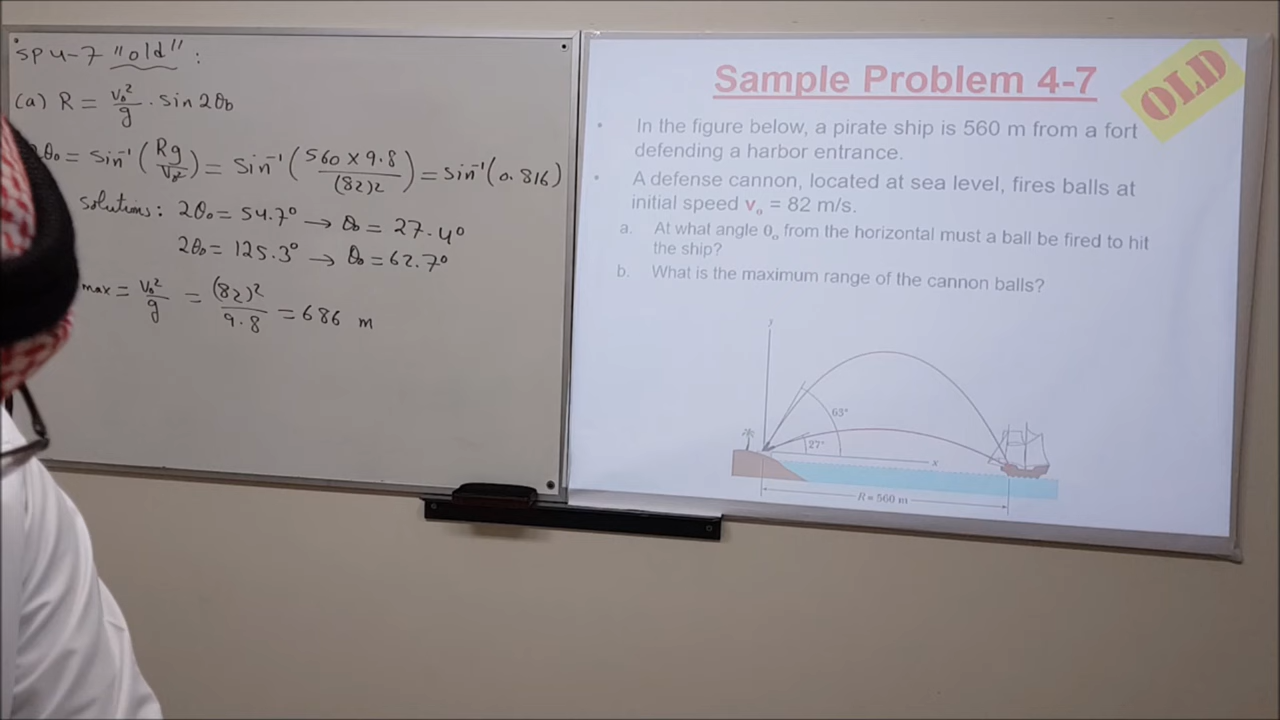 sp 4-7 "old" :
(a) R = v₀²/g . sin 2θ₀
2θ₀ = sin⁻¹(Rg/v₀²) = sin⁻¹(560 × 9.8/(82)²) = sin⁻¹(0.816)
solutions: 2θ₀ = 54.7° → θ₀ = 27.4°
2θ₀ = 125.3° → θ₀ = 62.7°
max = v₀²/g = (82)²/9.8 = 686 m
Sample Problem 4-7
OLD
• In the figure below, a pirate ship is 560 m from a fort
defending a harbor entrance.
• A defense cannon, located at sea level, fires balls at
initial speed v₀ = 82 m/s.
a. At what angle θ₀ from the horizontal must a ball be fired to hit
the ship?
b. What is the maximum range of the cannon balls?
y
63°
27°
x
R = 560 m